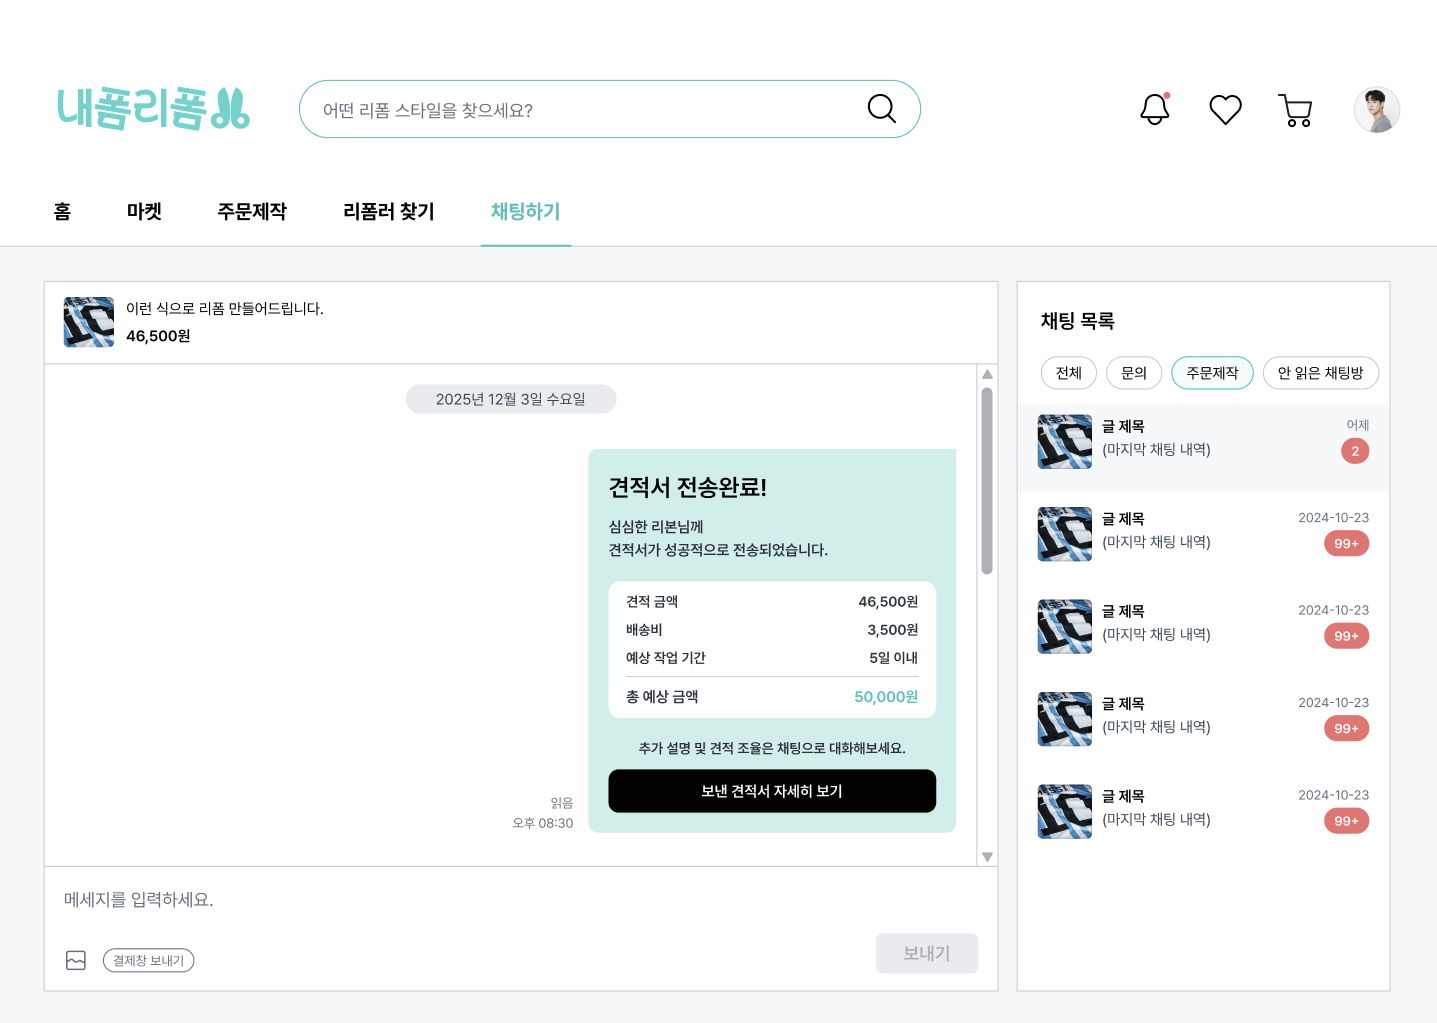 내폼리폼
어떤 리폼 스타일을 찾으세요?
홈 마켓 주문제작 리폼러 찾기 채팅하기
이런 식으로 리폼 만들어드립니다.
46,500원
2025년 12월 3일 수요일
견적서 전송완료!
심심한 리본님께
견적서가 성공적으로 전송되었습니다.
견적 금액 46,500원
배송비 3,500원
예상 작업 기간 5일 이내
총 예상 금액 50,000원
추가 설명 및 견적 조율은 채팅으로 대화해보세요.
보낸 견적서 자세히 보기
읽음
오후 08:30
메세지를 입력하세요.
결제창 보내기
보내기
채팅 목록
전체 문의 주문제작 안 읽은 채팅방
글 제목 어제
(마지막 채팅 내역) 2
글 제목 2024-10-23
(마지막 채팅 내역) 99+
글 제목 2024-10-23
(마지막 채팅 내역) 99+
글 제목 2024-10-23
(마지막 채팅 내역) 99+
글 제목 2024-10-23
(마지막 채팅 내역) 99+